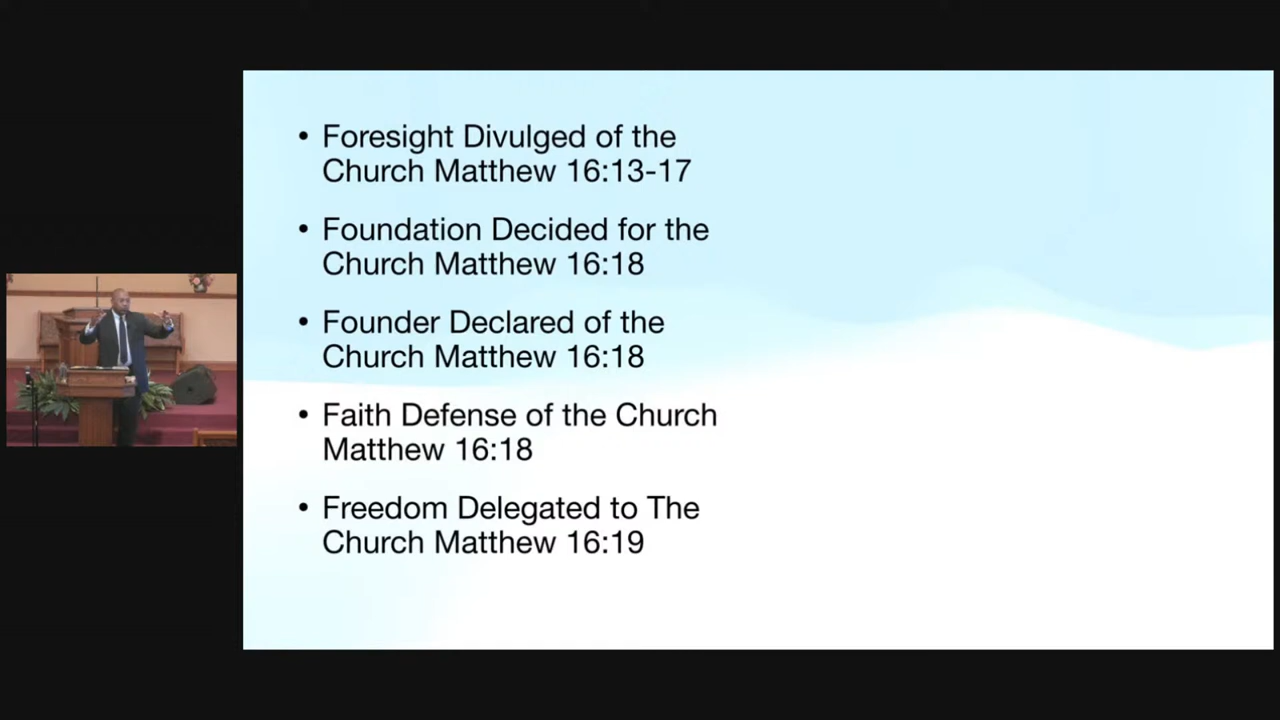 • Foresight Divulged of the
Church Matthew 16:13-17
• Foundation Decided for the
Church Matthew 16:18
• Founder Declared of the
Church Matthew 16:18
• Faith Defense of the Church
Matthew 16:18
• Freedom Delegated to The
Church Matthew 16:19